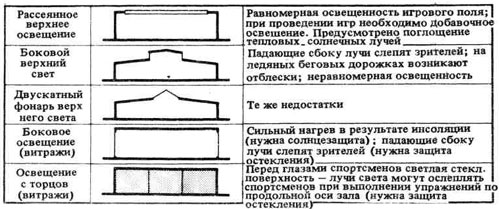 Рассеянное
верхнее
освещение
Равномерная освещенность игрового поля;
при проведении игр необходимо добавочное
освещение. Предусмотрено поглощение
тепловых солнечных лучей
Боковой
верхний
свет
Падающие сбоку лучи слепят зрителей; на
ледяных беговых дорожках возникают
отблески; неравномерная освещенность
Двускатный
фонарь верх
него света
Те же недостатки
Боковое
освещение
(витражи)
Сильный нагрев в результате инсоляции
(нужна солнцезащита); падающие сбоку
лучи слепят зрителей (нужна защита
остекления)
Освещение
с торцов
(витражи)
Перед глазами спортсменов светлая стекл.
поверхность — лучи света могут ослеплять
спортсменов при выполнении упражнений по
продольной оси зала (нужна защита
остекления)